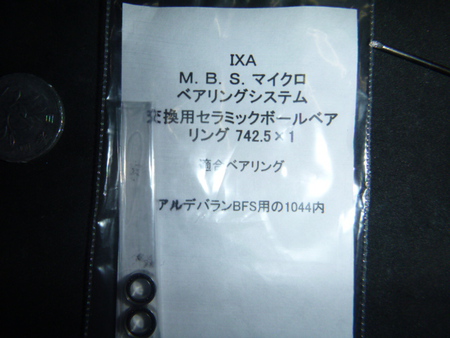 IXA
M. B. S. マイクロ
ベアリングシステム
交換用セラミックボールベア
リング 742.5×1
適合ベアリング
アルデバランBFS用の1044内